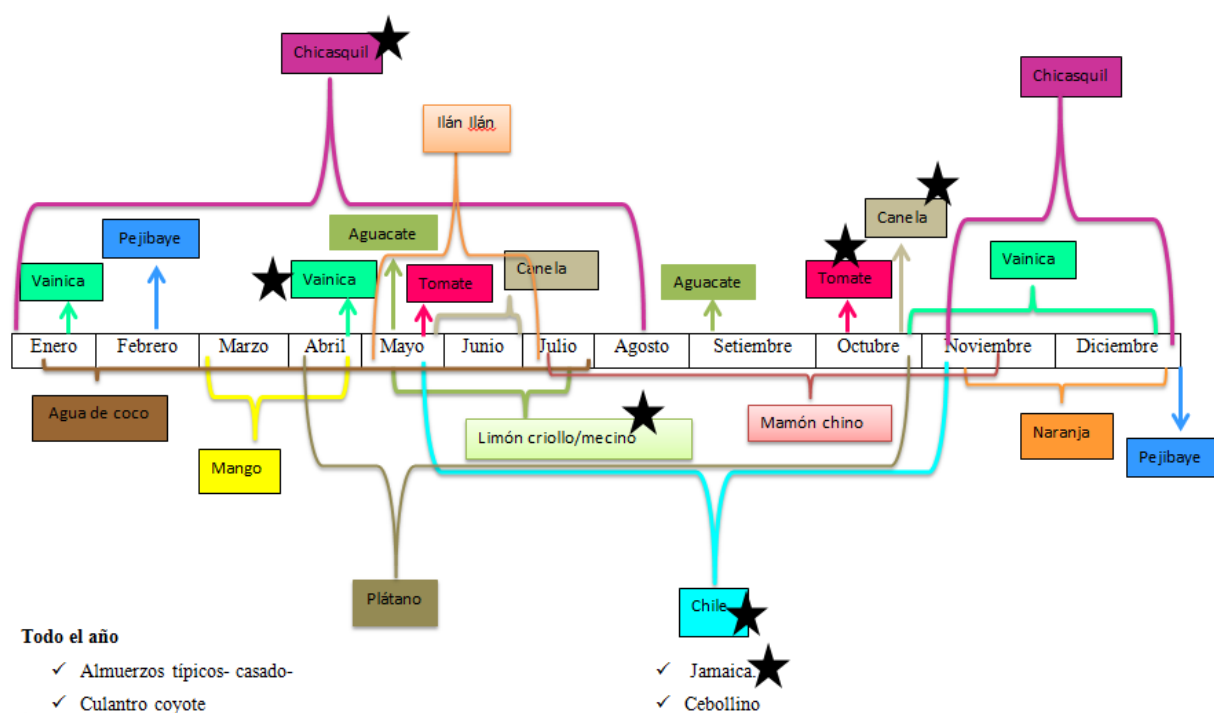 Chicasquil
Chicasquil
Ilán Ilán
Canela
Pejibaye
Aguacate
Vainica
Vainica
Vainica
Tomate
Canela
Aguacate
Tomate
Enero Febrero Marzo Abril Mayo Junio Julio Agosto Setiembre Octubre Noviembre Diciembre
Agua de coco
Limón criollo/mecino
Mamón chino
Naranja
Mango
Pejibaye
Plátano
Chile
Todo el año
✓ Almuerzos típicos- casado-
✓ Culantro coyote
✓ Jamaica.
✓ Cebollino